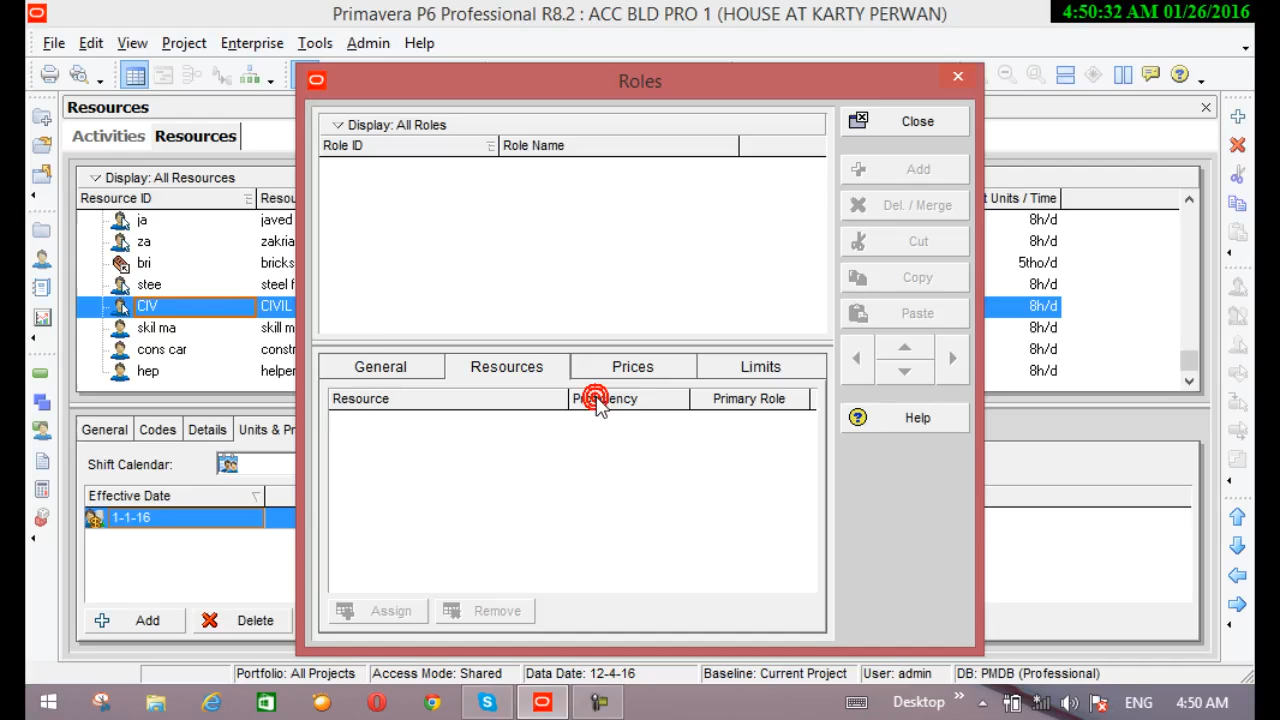 Primavera P6 Professional R8.2 : ACC BLD PRO 1 (HOUSE AT KARTY PERWAN)
4:50:32 AM 01/26/2016
File Edit View Project Enterprise Tools Admin Help
Resources
Activities Resources
Display: All Resources
Resource ID
ja javed
za zakria
bri bricks
stee steel f
CIV CIVIL
skil ma skill m
cons car
hep helper
Units / Time
8h/d
8h/d
5tho/d
8h/d
8h/d
8h/d
8h/d
8h/d
General Codes Details
Shift Calendar:
Effective Date
1-1-16
Add Delete
Roles
Display: All Roles
Role ID Role Name
General Resources Prices Limits
Resource Primary Role
Assign Remove
Close
Add
Del. / Merge
Cut
Copy
Paste
Help
Portfolio: All Projects Access Mode: Shared Data Date: 12-4-16 Baseline: Current Project User: admin DB: PMDB (Professional)
Desktop ENG 4:50 AM